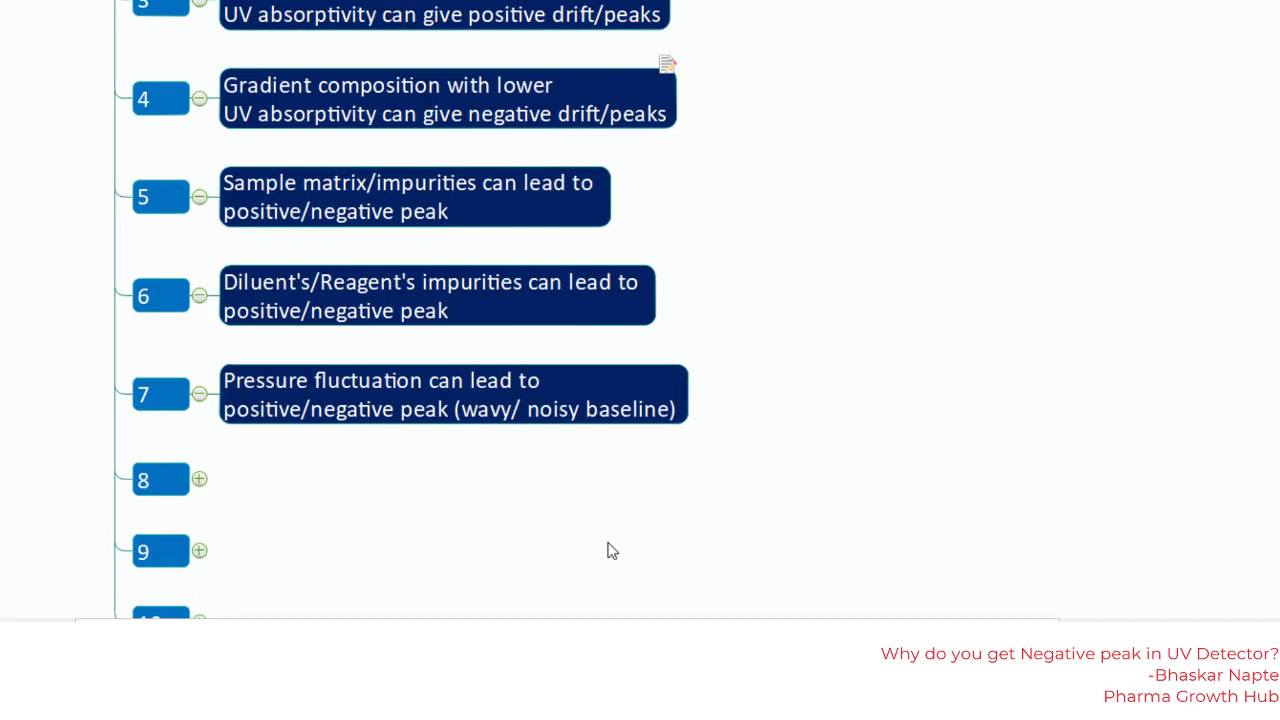 3
UV absorptivity can give positive drift/peaks
4
Gradient composition with lower
UV absorptivity can give negative drift/peaks
5
Sample matrix/impurities can lead to
positive/negative peak
6
Diluent's/Reagent's impurities can lead to
positive/negative peak
7
Pressure fluctuation can lead to
positive/negative peak (wavy/ noisy baseline)
8
9
10
Why do you get Negative peak in UV Detector?
-Bhaskar Napte
Pharma Growth Hub